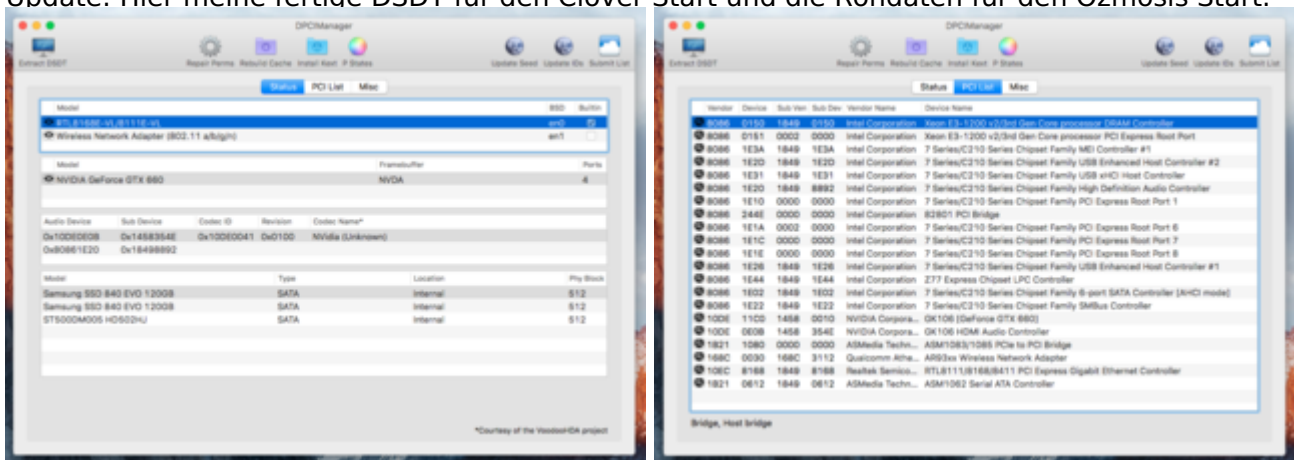 Update: Hier meine fertige DSDT für den Clover Start und die Romdaten für den Ozmosis Start.
DPCIManager
Extract DSDT Repair Perms Rebuild Cache Install Kext P States Update Seed Update IDs Submit List
Status PCI List Misc
Model BSD Builtin
RTL8168E-VL/8111E-VL en0
Wireless Network Adapter (802.11 a/b/g/n) en1
Model Framebuffer Ports
NVIDIA GeForce GTX 660 NVDA 4
Audio Device Sub Device Codec ID Revision Codec Name*
0x10DE0E0B 0x1458354E 0x10DE0041 0x0100 NVidia (Unknown)
0x80861E20 0x18498892
Model Type Location Phy Block
Samsung SSD 840 EVO 120GB SATA Internal 512
Samsung SSD 840 EVO 120GB SATA Internal 512
ST500DM005 HD502HJ SATA Internal 512
*Courtesy of the VoodooHDA project
DPCIManager
Extract DSDT Repair Perms Rebuild Cache Install Kext P States Update Seed Update IDs Submit List
Status PCI List Misc
Vendor Device Sub Ven Sub Dev Vendor Name Device Name
8086 0150 1849 0150 Intel Corporation Xeon E3-1200 v2/3rd Gen Core processor DRAM Controller
8086 0151 0002 0000 Intel Corporation Xeon E3-1200 v2/3rd Gen Core processor PCI Express Root Port
8086 1E3A 1849 1E3A Intel Corporation 7 Series/C210 Series Chipset Family MEI Controller #1
8086 1E2D 1849 1E2D Intel Corporation 7 Series/C210 Series Chipset Family USB Enhanced Host Controller #2
8086 1E31 1849 1E31 Intel Corporation 7 Series/C210 Series Chipset Family USB xHCI Host Controller
8086 1E20 1849 8892 Intel Corporation 7 Series/C210 Series Chipset Family High Definition Audio Controller
8086 1E10 0000 0000 Intel Corporation 7 Series/C210 Series Chipset Family PCI Express Root Port 1
8086 244E 0000 0000 Intel Corporation 82801 PCI Bridge
8086 1E1A 0002 0000 Intel Corporation 7 Series/C210 Series Chipset Family PCI Express Root Port 6
8086 1E1C 0000 0000 Intel Corporation 7 Series/C210 Series Chipset Family PCI Express Root Port 7
8086 1E1E 0000 0000 Intel Corporation 7 Series/C210 Series Chipset Family PCI Express Root Port 8
8086 1E26 1849 1E26 Intel Corporation 7 Series/C210 Series Chipset Family USB Enhanced Host Controller #1
8086 1E44 1849 1E44 Intel Corporation Z77 Express Chipset LPC Controller
8086 1E02 1849 1E02 Intel Corporation 7 Series/C210 Series Chipset Family 6-port SATA Controller [AHCI mode]
8086 1E22 1849 1E22 Intel Corporation 7 Series/C210 Series Chipset Family SMBus Controller
10DE 11C0 1458 0010 NVIDIA Corpora... GK106 [GeForce GTX 660]
10DE 0E0B 1458 354E NVIDIA Corpora... GK106 HDMI Audio Controller
1B21 1080 0000 0000 ASMedia Techn... ASM1083/1085 PCIe to PCI Bridge
168C 0030 168C 3112 Qualcomm Athe... AR93xx Wireless Network Adapter
10EC 8168 1849 8168 Realtek Semico... RTL8111/8168/8411 PCI Express Gigabit Ethernet Controller
1B21 0612 1849 0612 ASMedia Techn... ASM1062 Serial ATA Controller
Bridge, Host bridge